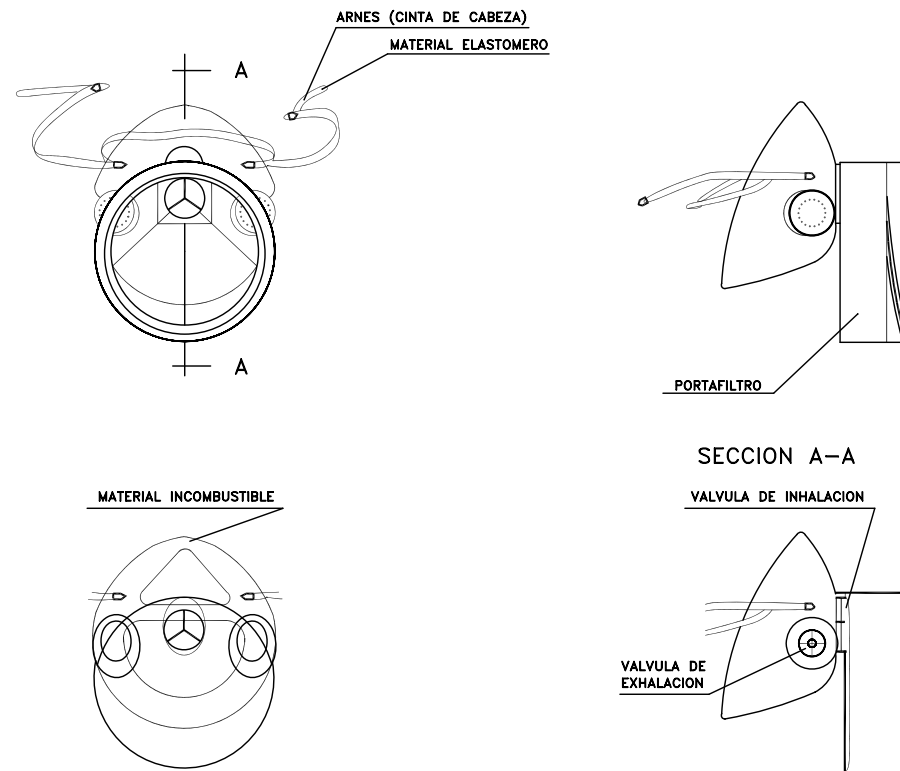 ARNES (CINTA DE CABEZA)
MATERIAL ELASTOMERO
A
A
PORTAFILTRO
SECCION A-A
MATERIAL INCOMBUSTIBLE
VALVULA DE INHALACION
VALVULA DE
EXHALACION